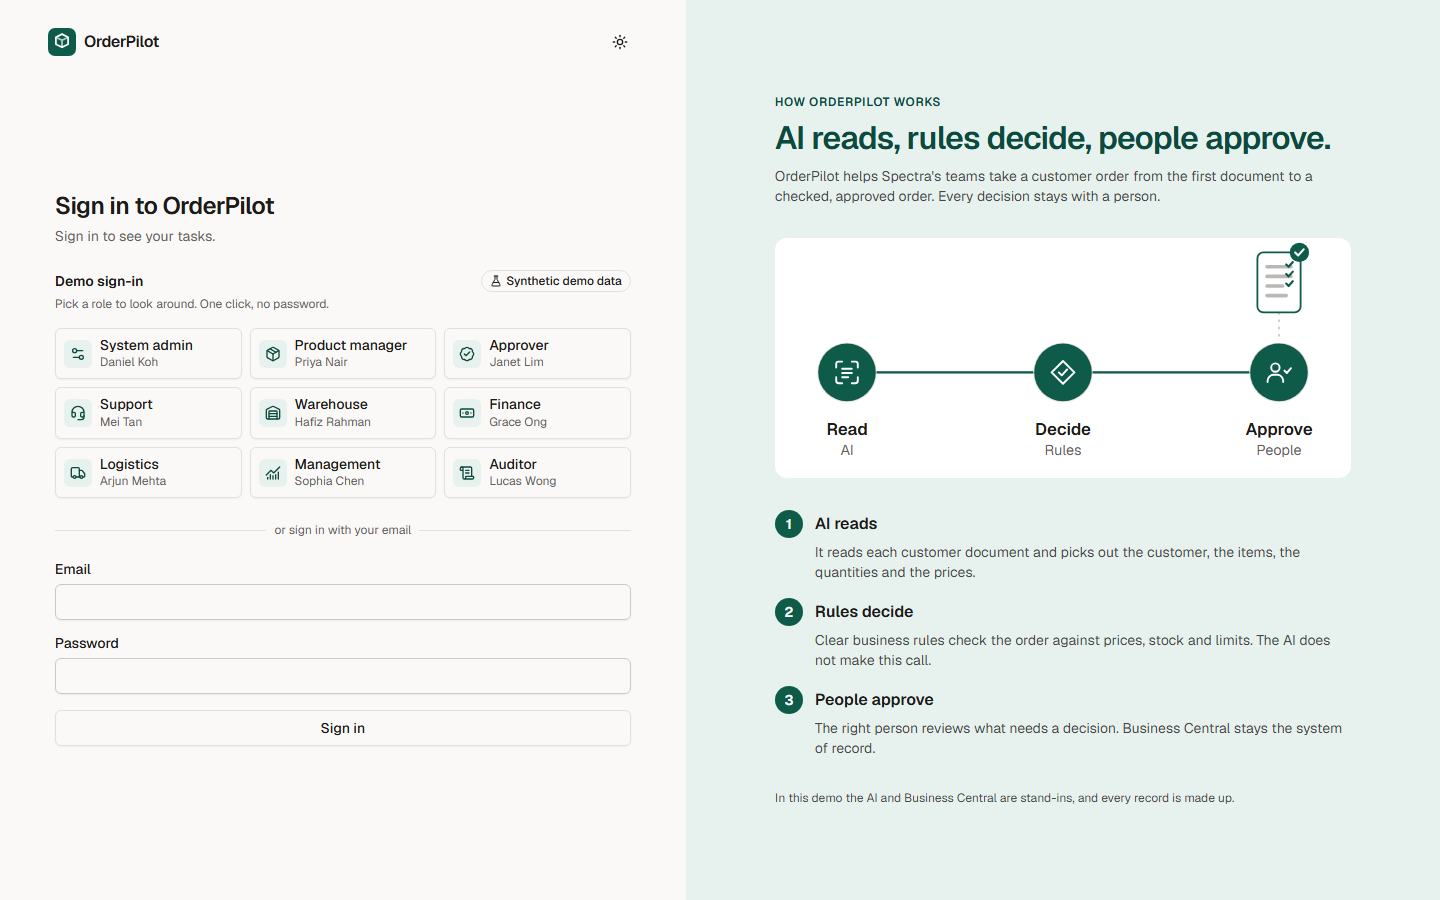 OrderPilot
Sign in to OrderPilot
Sign in to see your tasks.
Demo sign-in
Synthetic demo data
Pick a role to look around. One click, no password.
System admin
Daniel Koh
Product manager
Priya Nair
Approver
Janet Lim
Support
Mei Tan
Warehouse
Hafiz Rahman
Finance
Grace Ong
Logistics
Arjun Mehta
Management
Sophia Chen
Auditor
Lucas Wong
or sign in with your email
Email
Password
Sign in
HOW ORDERPILOT WORKS
AI reads, rules decide, people approve.
OrderPilot helps Spectra's teams take a customer order from the first document to a
checked, approved order. Every decision stays with a person.
Read
AI
Decide
Rules
Approve
People
1
AI reads
It reads each customer document and picks out the customer, the items, the
quantities and the prices.
2
Rules decide
Clear business rules check the order against prices, stock and limits. The AI does
not make this call.
3
People approve
The right person reviews what needs a decision. Business Central stays the system
of record.
In this demo the AI and Business Central are stand-ins, and every record is made up.